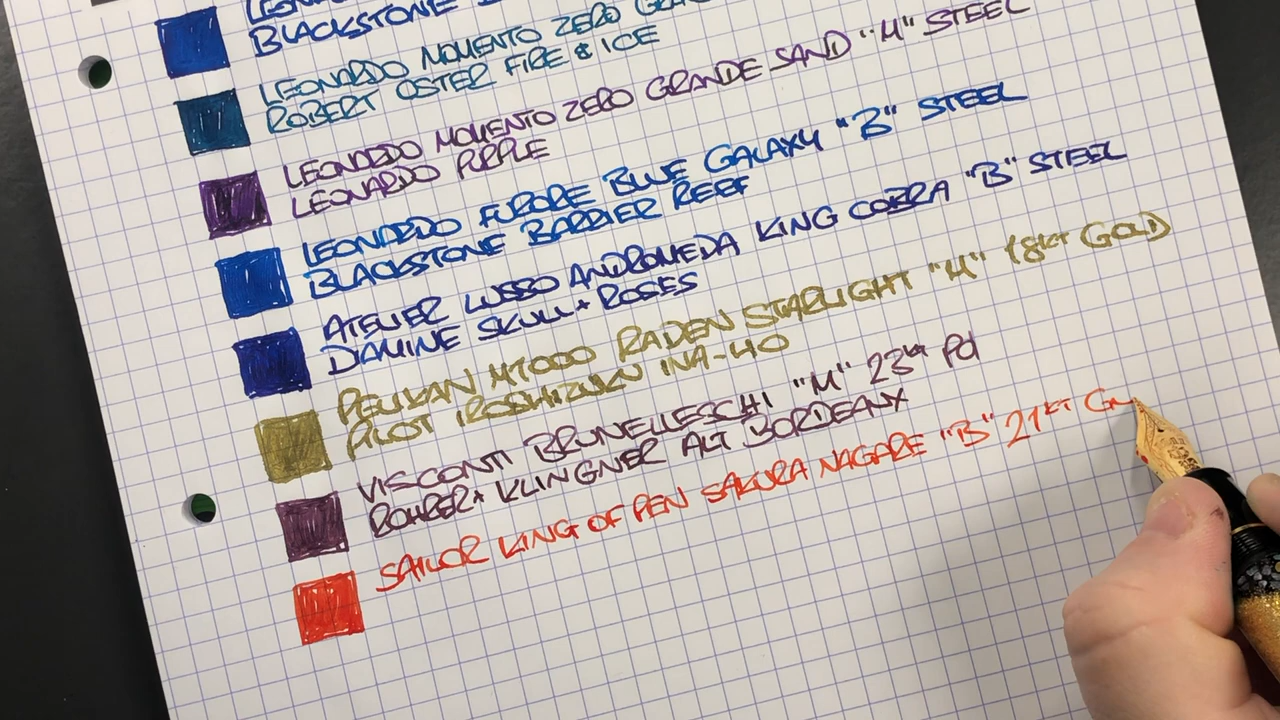 BLACKSTONE
LEONARDO MOMENTO ZERO
ROBERT OSTER FIRE & ICE
LEONARDO MOMENTO ZERO GRANDE SAND "M" STEEL
LEONARDO PURPLE
LEONARDO FURORE BLUE GALAXY "B" STEEL
BLACKSTONE BARRIER REEF
ATELIER LUSSO ANDROMEDA KING COBRA "B" STEEL
DIAMINE SKULL + ROSES
PELIKAN M1000 RADEN STARLIGHT "M" 18KT GOLD
PILOT IROSHIZUKU INA-HO
VISCONTI BRUNELLESCHI "M" 23KT Pd
ROHRER + KLINGNER ALT BORDEAUX
SAILOR KING OF PEN SAKURA NAGARE "B" 21KT